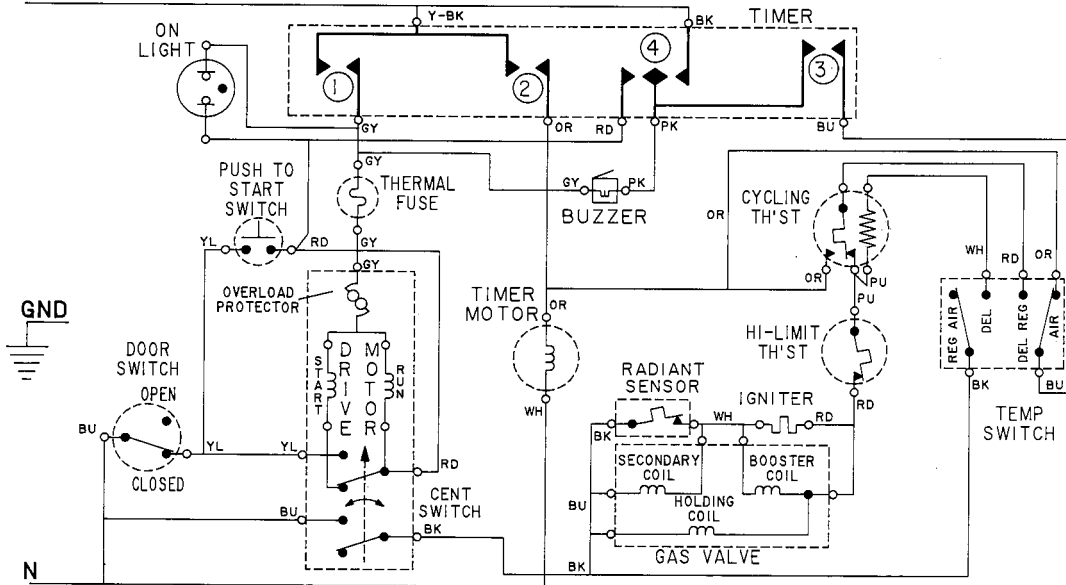 Y-BK
BK
TIMER
ON
LIGHT
1
2
4
3
GY
OR
RD
PK
BU
GY
THERMAL
FUSE
GY
PK
BUZZER
PUSH TO
START
SWITCH
YL
RD
GY
GY
OR
CYCLING
TH'ST
WH
RD
OR
OR
PU
PU
OVERLOAD
PROTECTOR
TIMER
MOTOR
OR
WH
HI-LIMIT
TH'ST
RD
REG AIR
DEL
DEL REG
AIR
BK
BU
TEMP
SWITCH
GND
DOOR
SWITCH
OPEN
BU
YL
CLOSED
YL
START
DRIVE
MOTOR
RUN
RD
BU
CENT
SWITCH
BK
RADIANT
SENSOR
BK
WH
IGNITER
RD
SECONDARY
COIL
BOOSTER
COIL
HOLDING
COIL
BU
GAS VALVE
BK
N